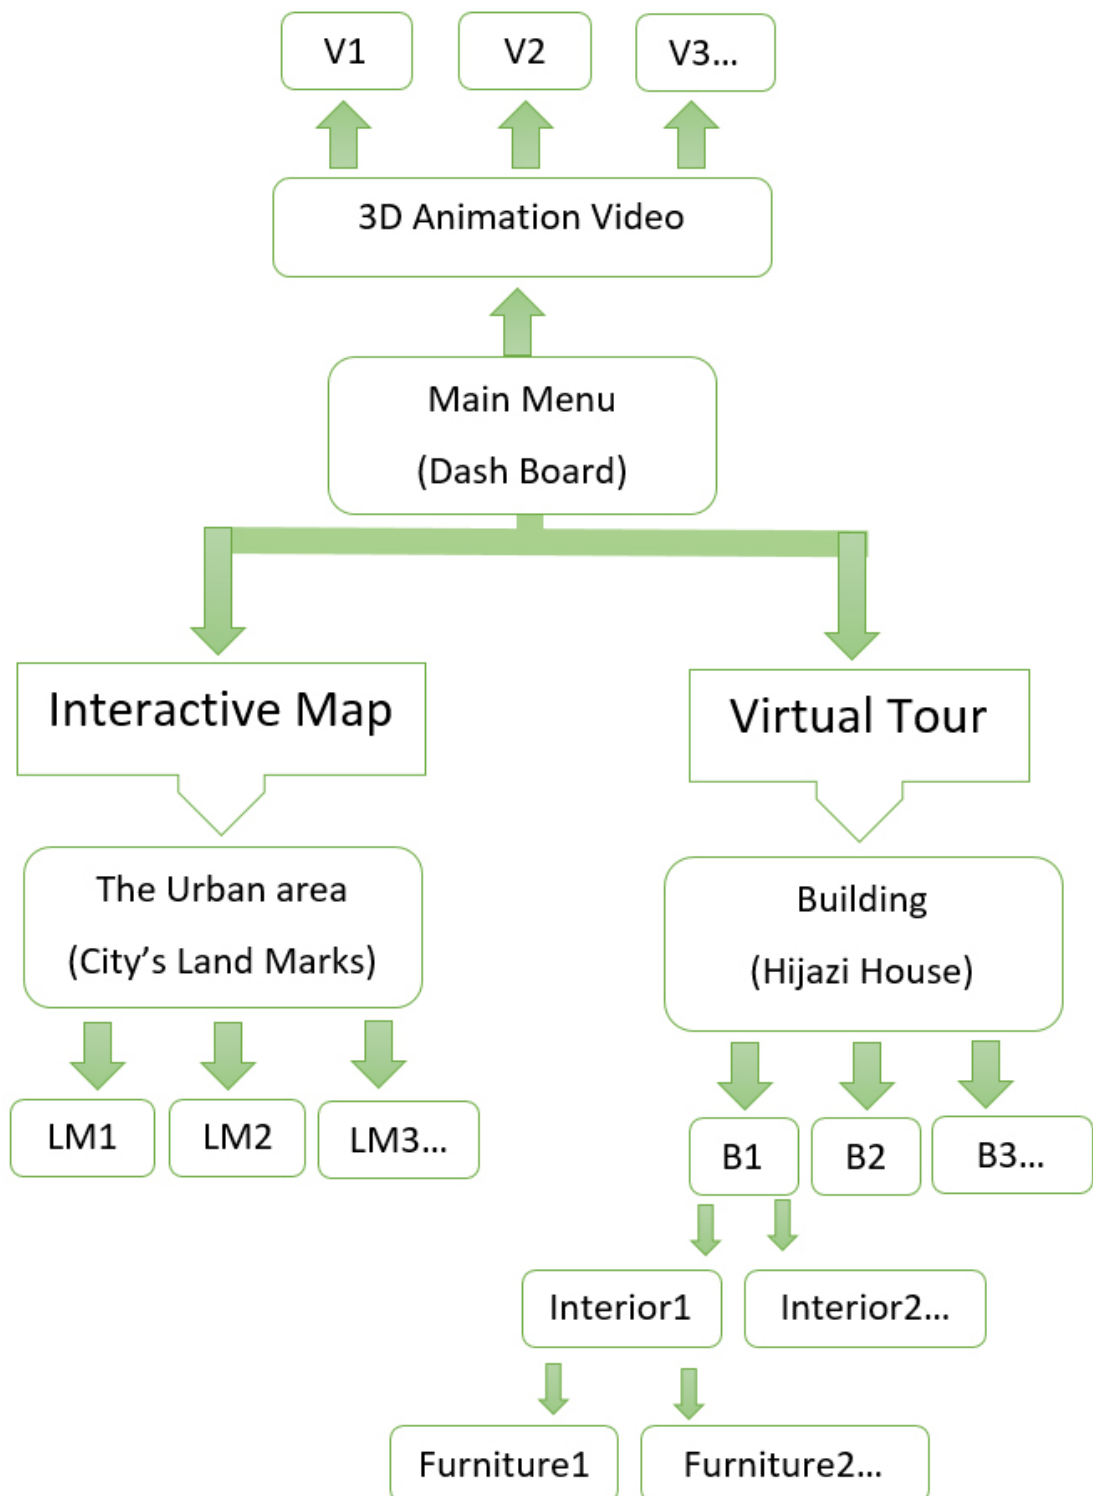 V1
V2
V3...
3D Animation Video
Main Menu
(Dash Board)
Interactive Map
Virtual Tour
The Urban area
(City’s Land Marks)
Building
(Hijazi House)
LM1
LM2
LM3...
B1
B2
B3...
Interior1
Interior2...
Furniture1
Furniture2...